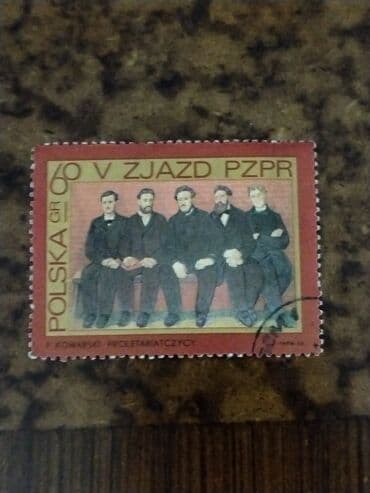 V ZJAZD PZPR
POLSKA GR 60
F. KOWARSKI - PROLETARIATCZYCY